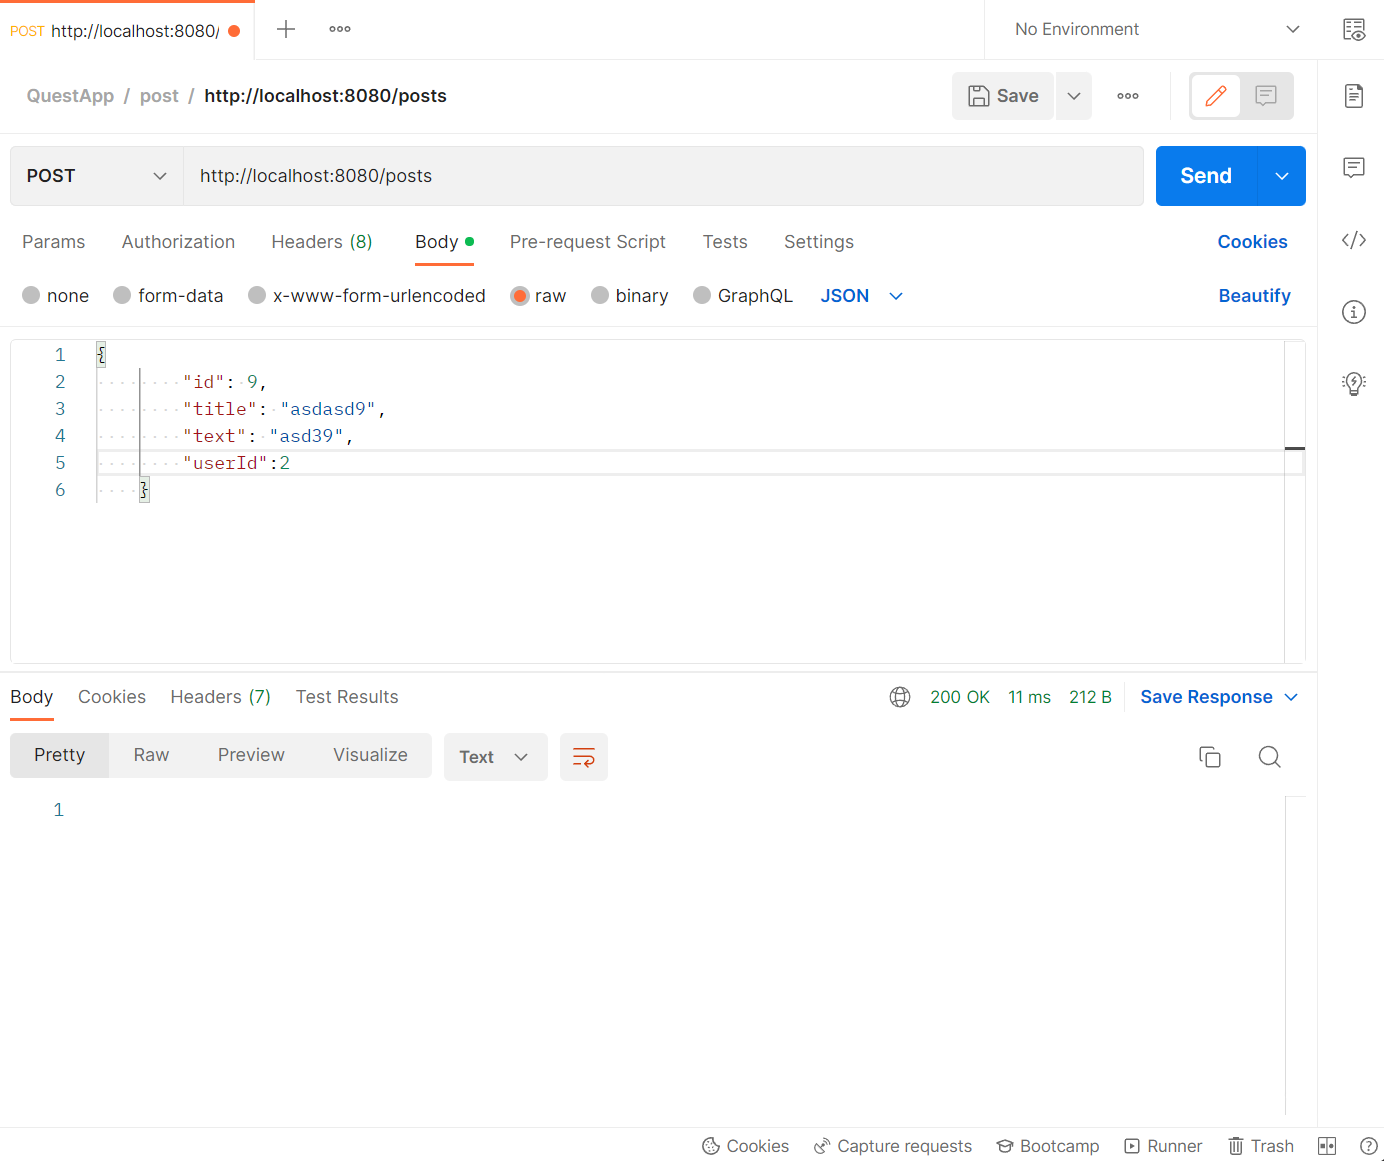 POST http://localhost:8080/
No Environment
QuestApp / post / http://localhost:8080/posts
Save
POST http://localhost:8080/posts
Send
Params Authorization Headers (8) Body Pre-request Script Tests Settings Cookies
none form-data x-www-form-urlencoded raw binary GraphQL JSON Beautify
1 {
2 "id": 9,
3 "title": "asdasd9",
4 "text": "asd39",
5 "userId":2
6 }
Body Cookies Headers (7) Test Results 200 OK 11 ms 212 B Save Response
Pretty Raw Preview Visualize Text
1
Cookies Capture requests Bootcamp Runner Trash